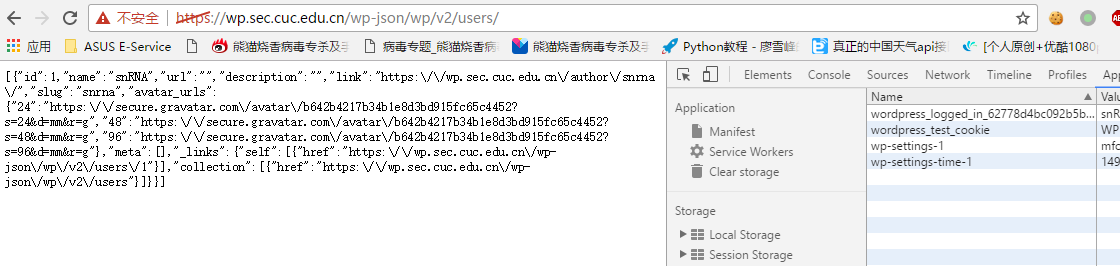 不安全 https://wp.sec.cuc.edu.cn/wp-json/wp/v2/users/
应用 ASUS E-Service 熊猫烧香病毒专杀及手 病毒专题_熊猫烧香 熊猫烧香病毒专杀及手 Python教程 - 廖雪峰 真正的中国天气api接 [个人原创+优酷1080p
[{"id":1,"name":"snRNA","url":"","description":"","link":"https:\/\/wp.sec.cuc.edu.cn\/author\/snrna
\/","slug":"snrna","avatar_urls":
{"24":"https:\/\/secure.gravatar.com\/avatar\/b642b4217b34b1e8d3bd915fc65c4452?
s=24&d=mm&r=g","48":"https:\/\/secure.gravatar.com\/avatar\/b642b4217b34b1e8d3bd915fc65c4452?
s=48&d=mm&r=g","96":"https:\/\/secure.gravatar.com\/avatar\/b642b4217b34b1e8d3bd915fc65c4452?
s=96&d=mm&r=g"},"meta":[],"_links":{"self":[{"href":"https:\/\/wp.sec.cuc.edu.cn\/wp-
json\/wp\/v2\/users\/1"}],"collection":[{"href":"https:\/\/wp.sec.cuc.edu.cn\/wp-
json\/wp\/v2\/users"}]}}]
Elements Console Sources Network Timeline Profiles
Application
Manifest
Service Workers
Clear storage
Storage
Local Storage
Session Storage
Name Valu
wordpress_logged_in_62778d4bc092b5b... snR
wordpress_test_cookie WP
wp-settings-1 mfc
wp-settings-time-1 149